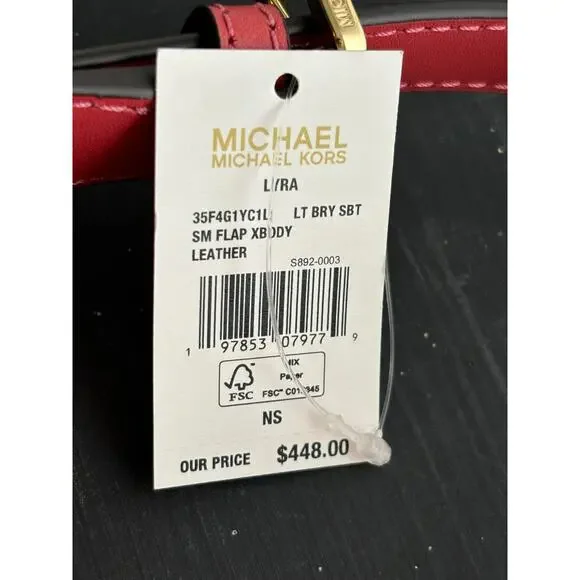 MICHAEL
MICHAEL KORS
LYRA
35F4G1YC1L LT BRY SBT
SM FLAP XBODY
LEATHER
S892-0003
1 97853 07977 9
MIX
Paper
FSC
FSC™
NS
OUR PRICE $448.00